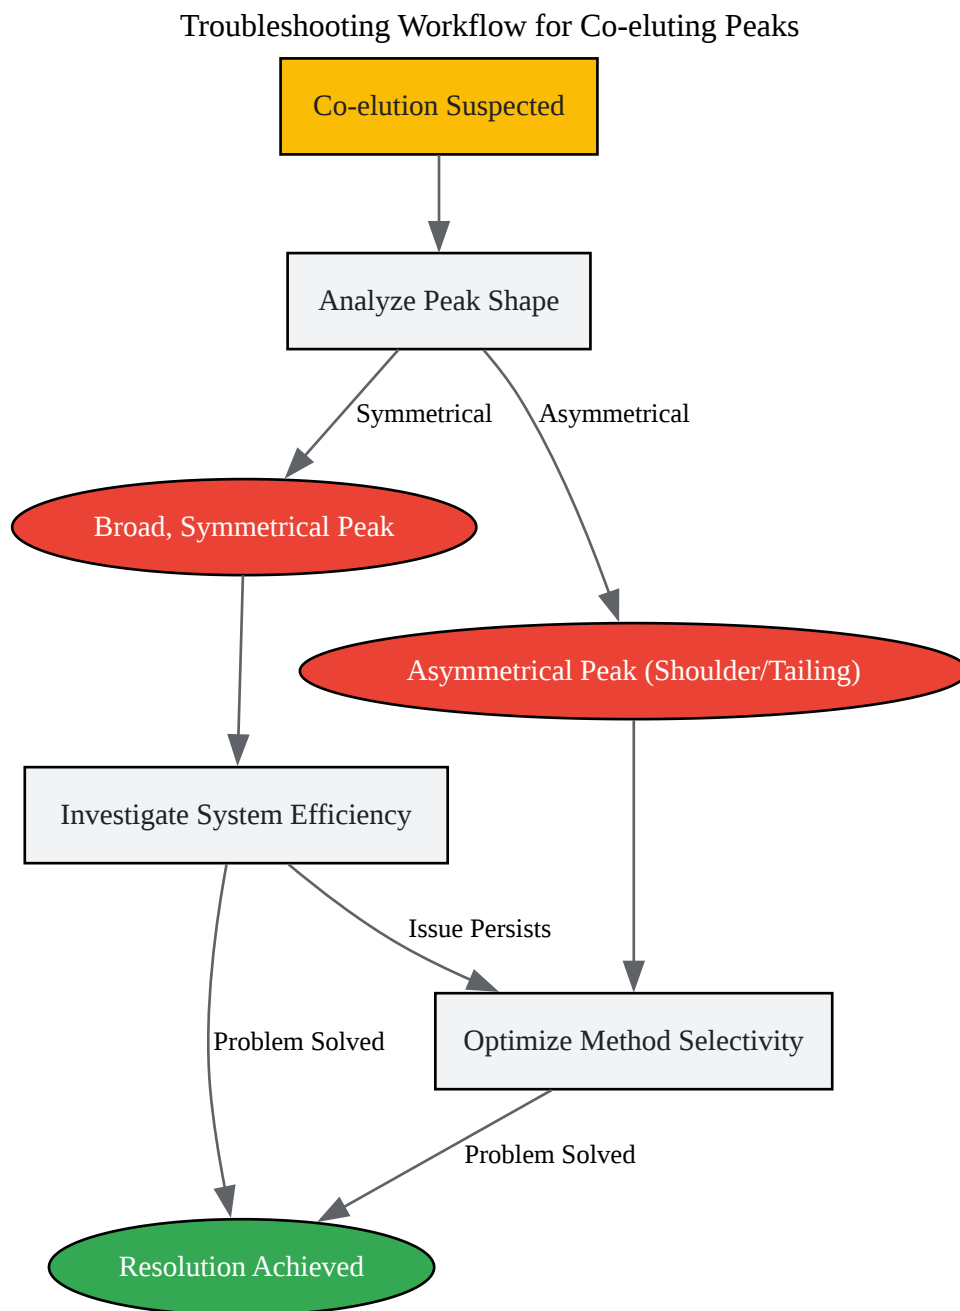 Troubleshooting Workflow for Co-eluting Peaks
Co-elution Suspected
Analyze Peak Shape
Symmetrical
Asymmetrical
Broad, Symmetrical Peak
Asymmetrical Peak (Shoulder/Tailing)
Investigate System Efficiency
Issue Persists
Problem Solved
Optimize Method Selectivity
Problem Solved
Resolution Achieved